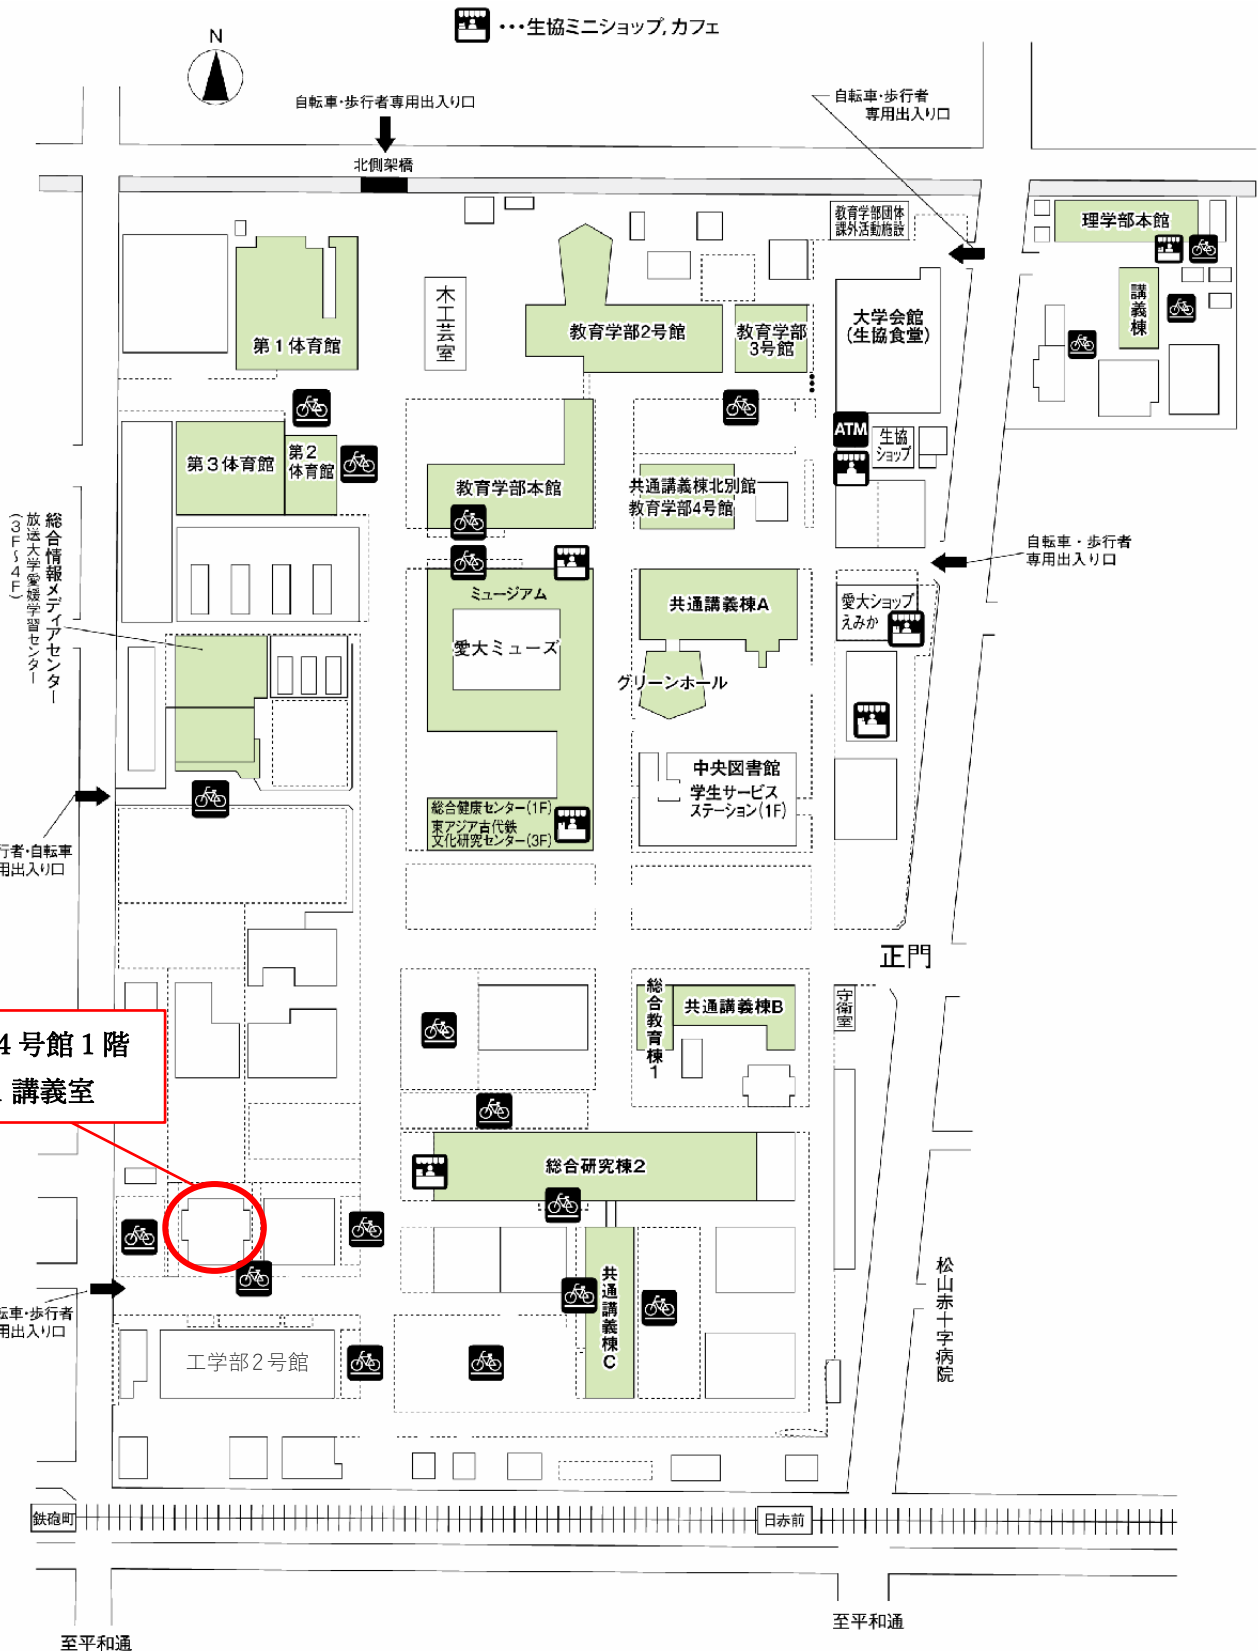 ･･･生協ミニショップ,カフェ
N
自転車・歩行者専用出入り口
自転車・歩行者
専用出入り口
北側架橋
教育学部団体
課外活動施設
理学部本館
講義棟
木工芸室
大学会館
(生協食堂)
第1体育館
教育学部2号館
教育学部
3号館
ATM
生協
ショップ
第3体育館
第2
体育館
教育学部本館
共通講義棟北別館
教育学部4号館
総合情報メディアセンター
放送大学愛媛学習センター
(3F~4F)
自転車・歩行者
専用出入り口
ミュージアム
愛大ミューズ
共通講義棟A
愛大ショップ
えみか
グリーンホール
中央図書館
学生サービス
ステーション(1F)
総合健康センター(1F)
東アジア古代鉄
文化研究センター(3F)
行者・自転車
用出入り口
正門
総合教育棟1
共通講義棟B
守衛室
4号館1階
講義室
総合研究棟2
共通講義棟C
松山赤十字病院
転車・歩行者
用出入り口
工学部2号館
鉄砲町
日赤前
至平和通
至平和通